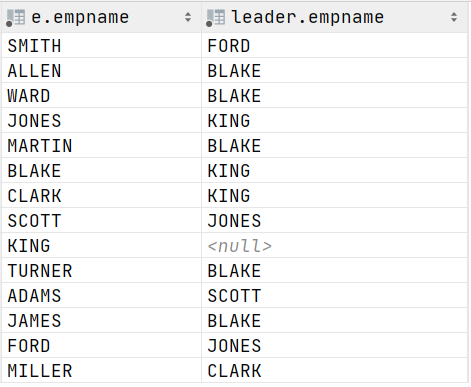 e.empname leader.empname
SMITH FORD
ALLEN BLAKE
WARD BLAKE
JONES KING
MARTIN BLAKE
BLAKE KING
CLARK KING
SCOTT JONES
KING <null>
TURNER BLAKE
ADAMS SCOTT
JAMES BLAKE
FORD JONES
MILLER CLARK